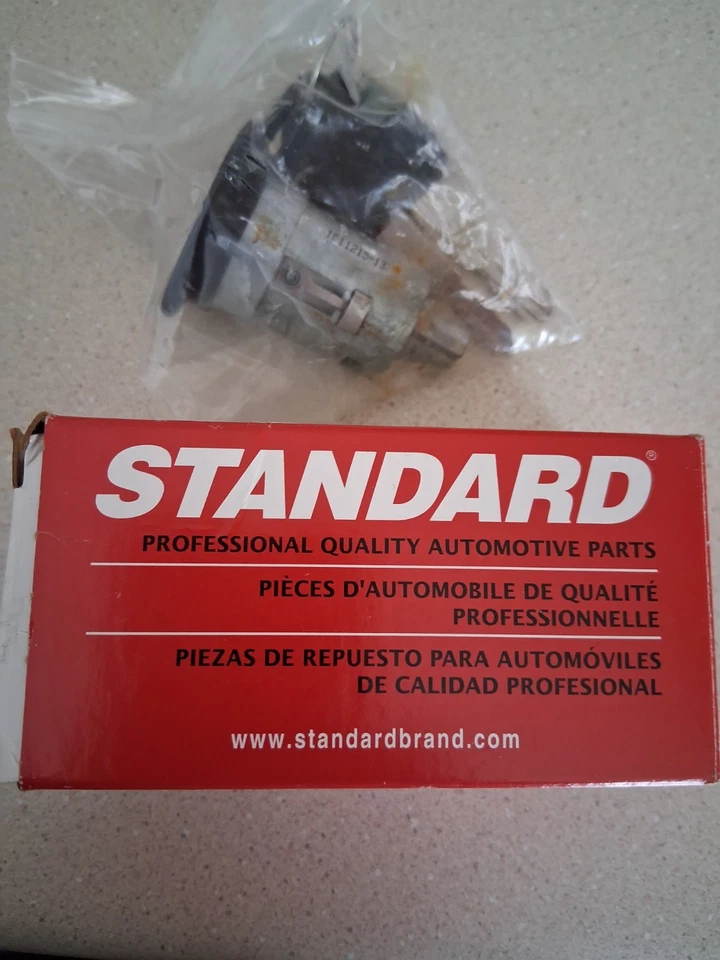 STANDARD®
PROFESSIONAL QUALITY AUTOMOTIVE PARTS
PIÈCES D'AUTOMOBILE DE QUALITÉ
PROFESSIONNELLE
PIEZAS DE REPUESTO PARA AUTOMÓVILES
DE CALIDAD PROFESIONAL
www.standardbrand.com